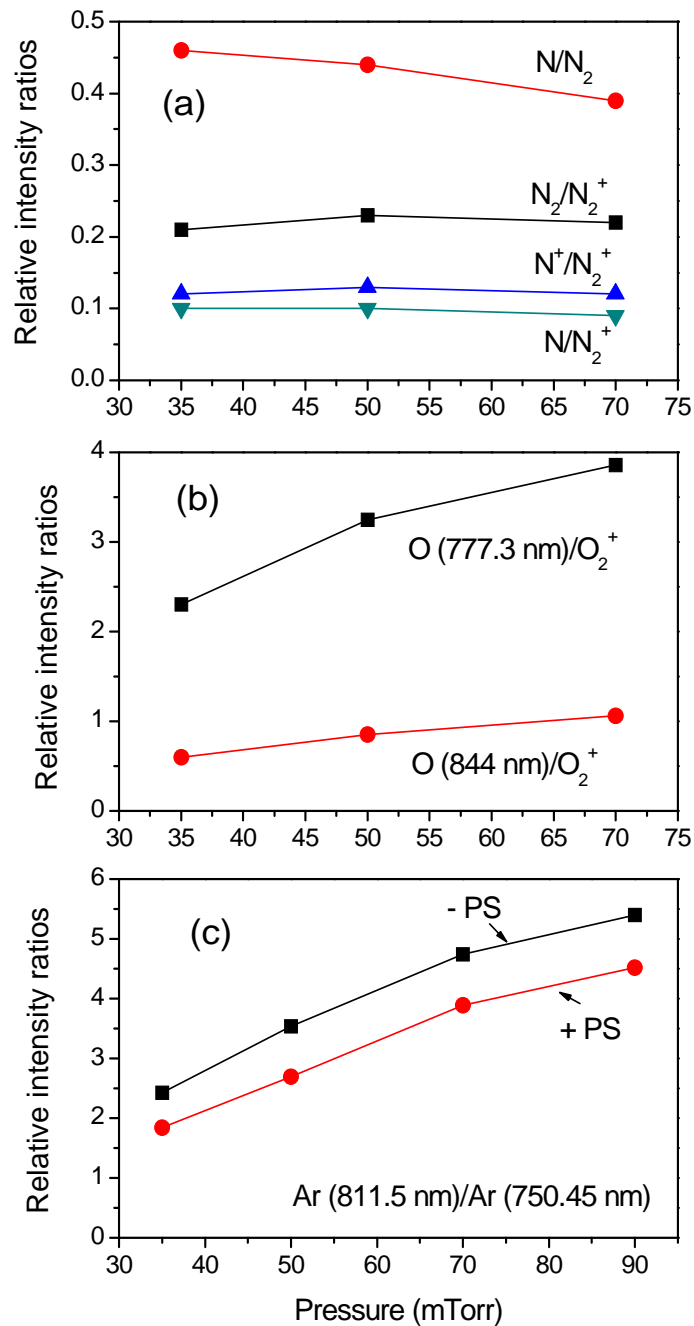 0.5
0.4
0.3
0.2
0.1
0.0
Relative intensity ratios
(a)
N/N₂
N₂/N₂⁺
N⁺/N₂⁺
N/N₂⁺
30 35 40 45 50 55 60 65 70 75
4
3
2
1
0
Relative intensity ratios
(b)
O (777.3 nm)/O₂⁺
O (844 nm)/O₂⁺
30 35 40 45 50 55 60 65 70 75
6
5
4
3
2
1
0
Relative intensity ratios
(c)
- PS
+ PS
Ar (811.5 nm)/Ar (750.45 nm)
30 40 50 60 70 80 90
Pressure (mTorr)